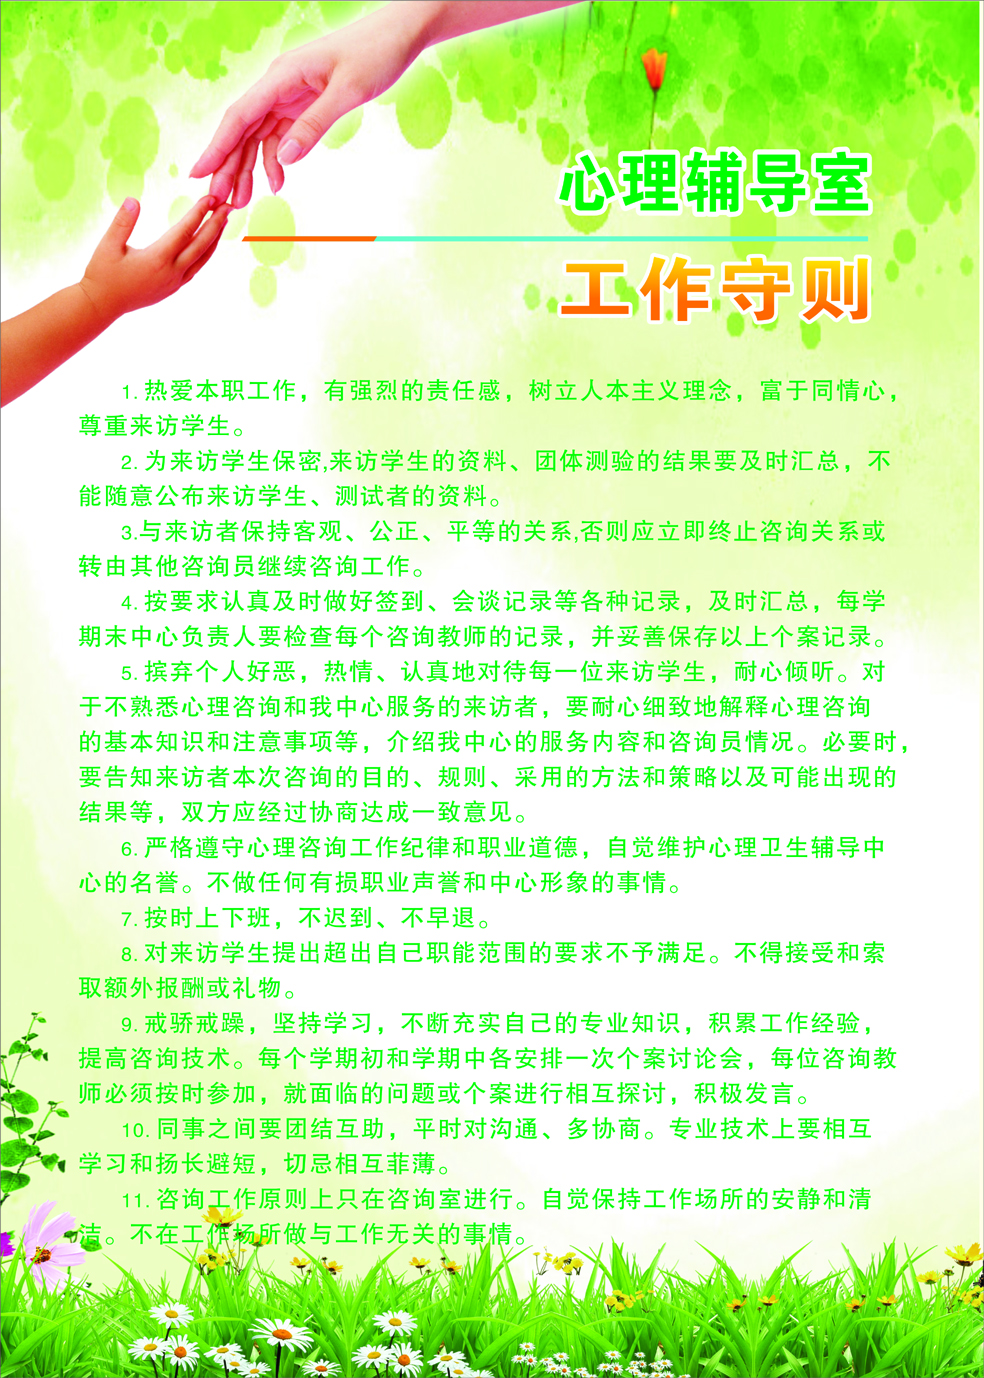 心理辅导室
工作守则
1. 热爱本职工作，有强烈的责任感，树立人本主义理念，富于同情心，
尊重来访学生。
2. 为来访学生保密,来访学生的资料、团体测验的结果要及时汇总，不
能随意公布来访学生、测试者的资料。
3.与来访者保持客观、公正、平等的关系,否则应立即终止咨询关系或
转由其他咨询员继续咨询工作。
4. 按要求认真及时做好签到、会谈记录等各种记录，及时汇总，每学
期末中心负责人要检查每个咨询教师的记录，并妥善保存以上个案记录。
5. 摈弃个人好恶，热情、认真地对待每一位来访学生，耐心倾听。对
于不熟悉心理咨询和我中心服务的来访者，要耐心细致地解释心理咨询
的基本知识和注意事项等，介绍我中心的服务内容和咨询员情况。必要时，
要告知来访者本次咨询的目的、规则、采用的方法和策略以及可能出现的
结果等，双方应经过协商达成一致意见。
6. 严格遵守心理咨询工作纪律和职业道德，自觉维护心理卫生辅导中
心的名誉。不做任何有损职业声誉和中心形象的事情。
7. 按时上下班，不迟到、不早退。
8. 对来访学生提出超出自己职能范围的要求不予满足。不得接受和索
取额外报酬或礼物。
9. 戒骄戒躁，坚持学习，不断充实自己的专业知识，积累工作经验，
提高咨询技术。每个学期初和学期中各安排一次个案讨论会，每位咨询教
师必须按时参加，就面临的问题或个案进行相互探讨，积极发言。
10. 同事之间要团结互助，平时对沟通、多协商。专业技术上要相互
学习和扬长避短，切忌相互菲薄。
11. 咨询工作原则上只在咨询室进行。自觉保持工作场所的安静和清
洁。不在工作场所做与工作无关的事情。